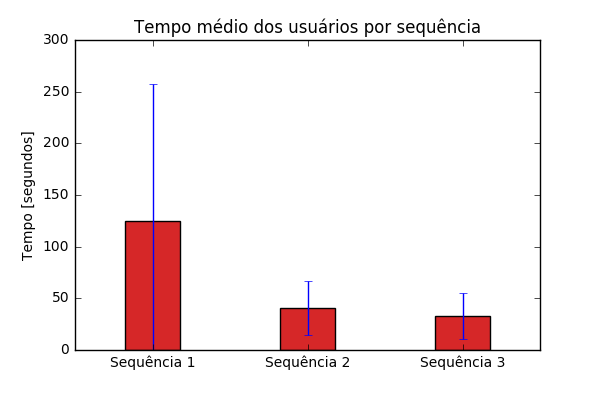 Tempo médio dos usuários por sequência
Tempo [segundos]
300
250
200
150
100
50
0
Sequência 1
Sequência 2
Sequência 3